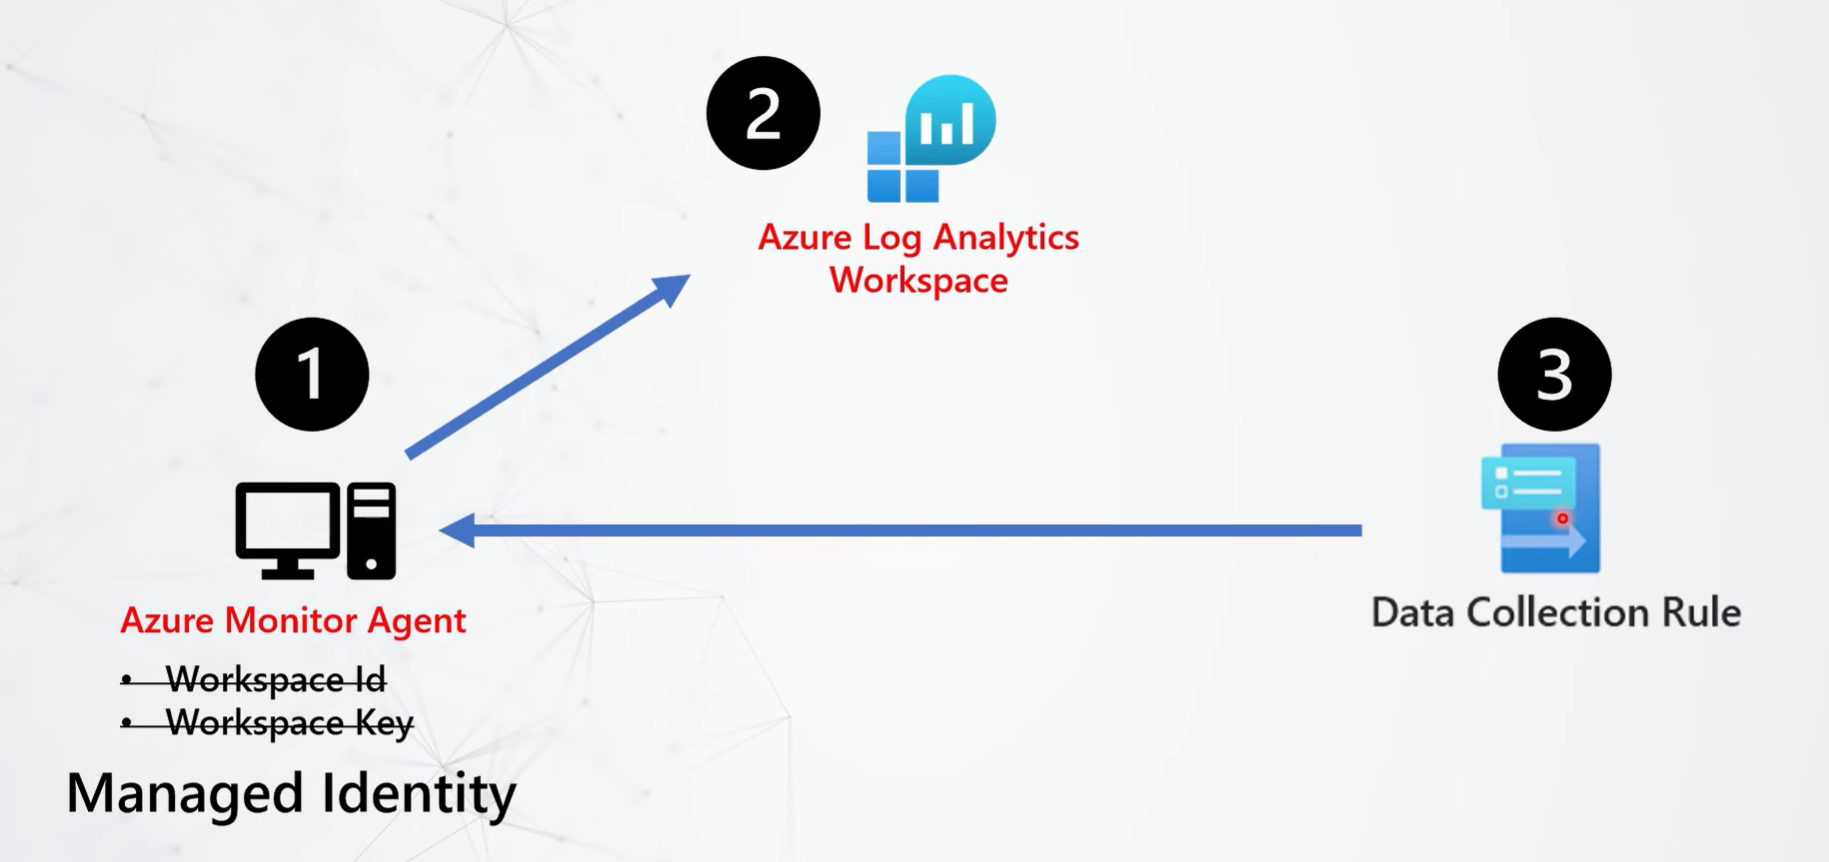 2
Azure Log Analytics
Workspace
1
3
Azure Monitor Agent
Data Collection Rule
• Workspace Id
• Workspace Key
Managed Identity